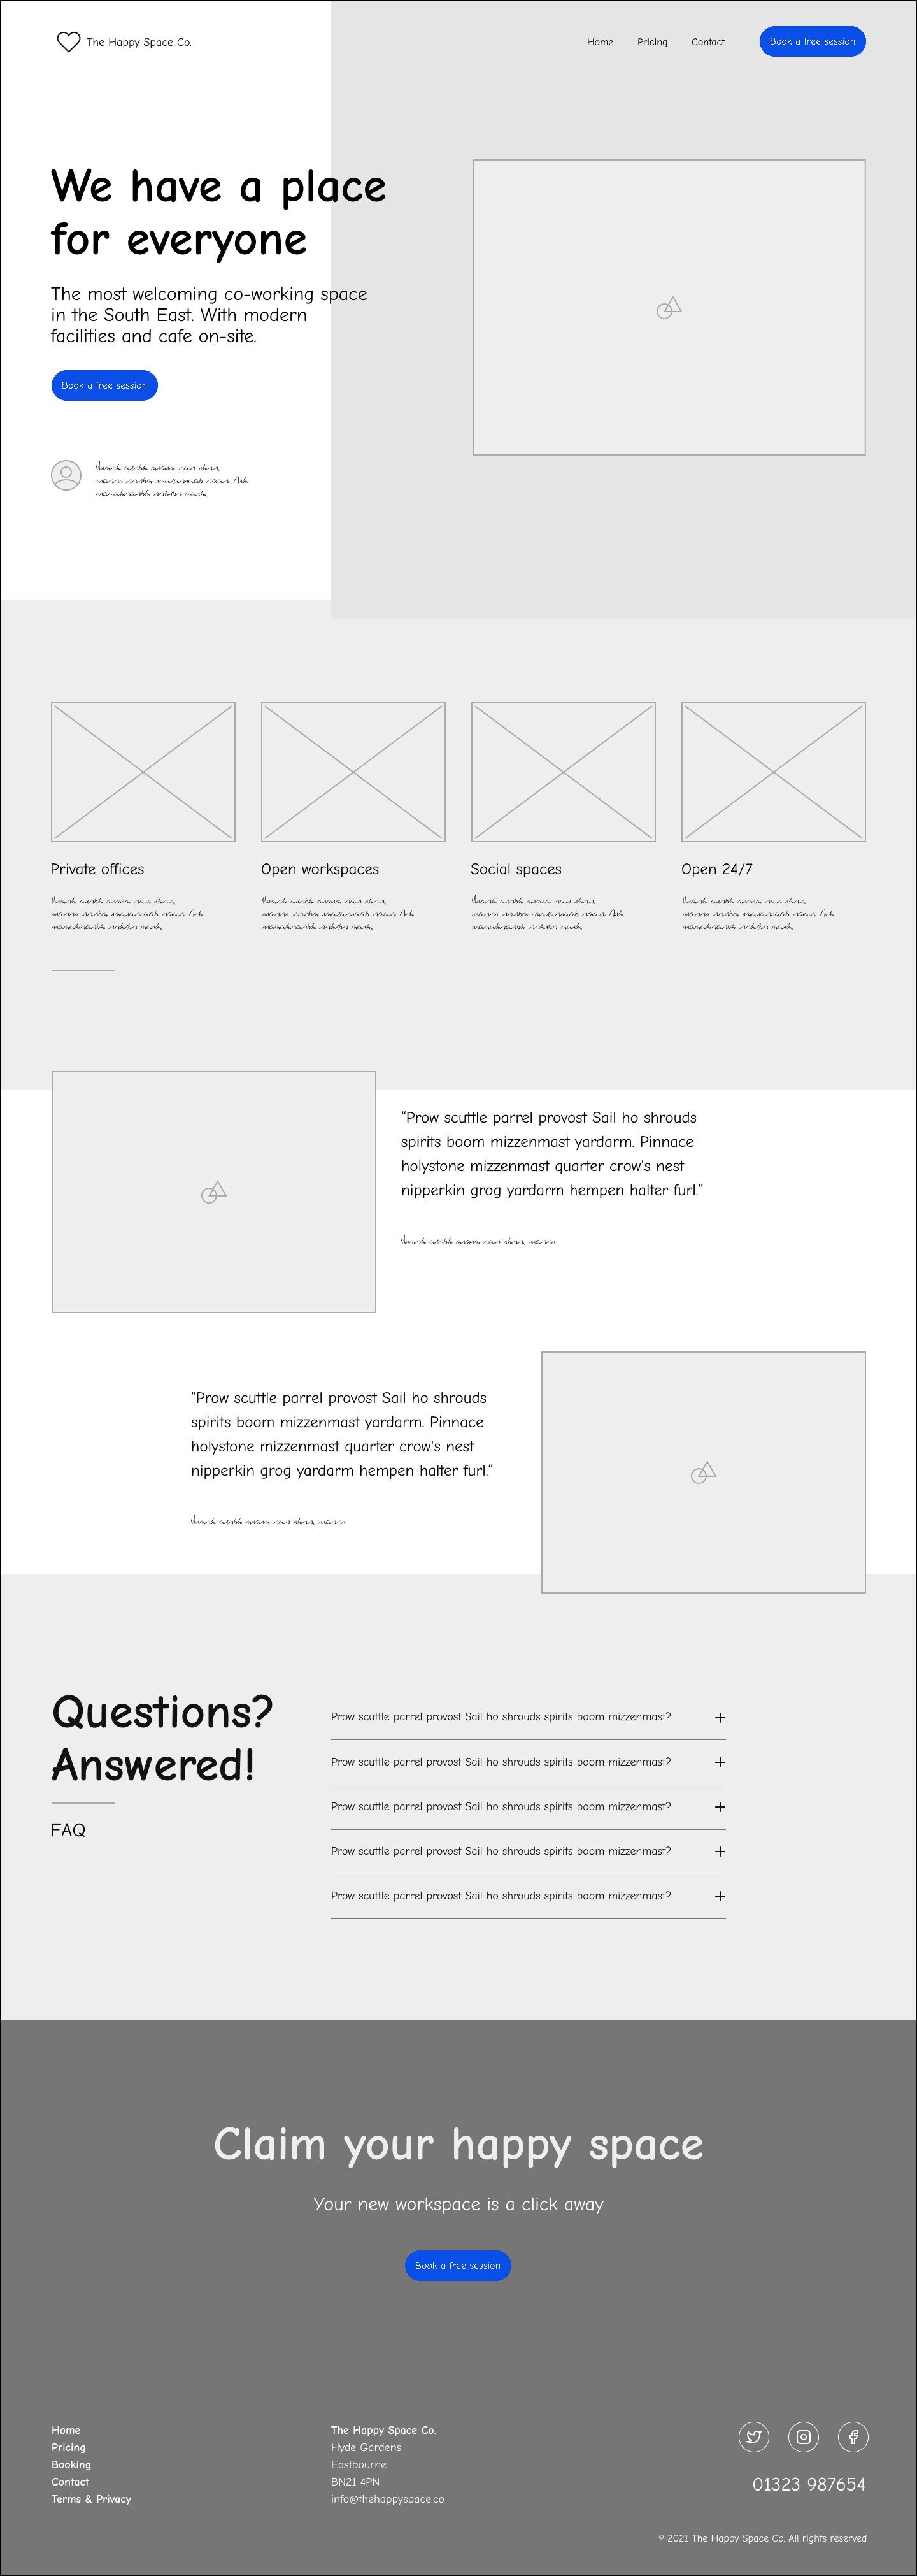 The Happy Space Co.
Home
Pricing
Contact
Book a free session
We have a place
for everyone
The most welcoming co-working space
in the South East. With modern
facilities and cafe on-site.
Book a free session
Private offices
Open workspaces
Social spaces
Open 24/7
“Prow scuttle parrel provost Sail ho shrouds
spirits boom mizzenmast yardarm. Pinnace
holystone mizzenmast quarter crow's nest
nipperkin grog yardarm hempen halter furl.”
“Prow scuttle parrel provost Sail ho shrouds
spirits boom mizzenmast yardarm. Pinnace
holystone mizzenmast quarter crow's nest
nipperkin grog yardarm hempen halter furl.”
Questions?
Answered!
FAQ
Prow scuttle parrel provost Sail ho shrouds spirits boom mizzenmast?
Prow scuttle parrel provost Sail ho shrouds spirits boom mizzenmast?
Prow scuttle parrel provost Sail ho shrouds spirits boom mizzenmast?
Prow scuttle parrel provost Sail ho shrouds spirits boom mizzenmast?
Prow scuttle parrel provost Sail ho shrouds spirits boom mizzenmast?
Claim your happy space
Your new workspace is a click away
Book a free session
Home
Pricing
Booking
Contact
Terms & Privacy
The Happy Space Co.
Hyde Gardens
Eastbourne
BN21 4PN
info@thehappyspace.co
01323 987654
© 2021 The Happy Space Co. All rights reserved